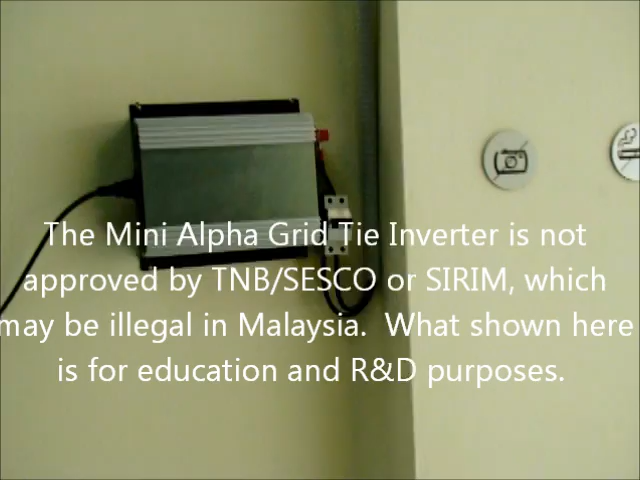 The Mini Alpha Grid Tie Inverter is not
approved by TNB/SESCO or SIRIM, which
may be illegal in Malaysia.  What shown here
is for education and R&D purposes.